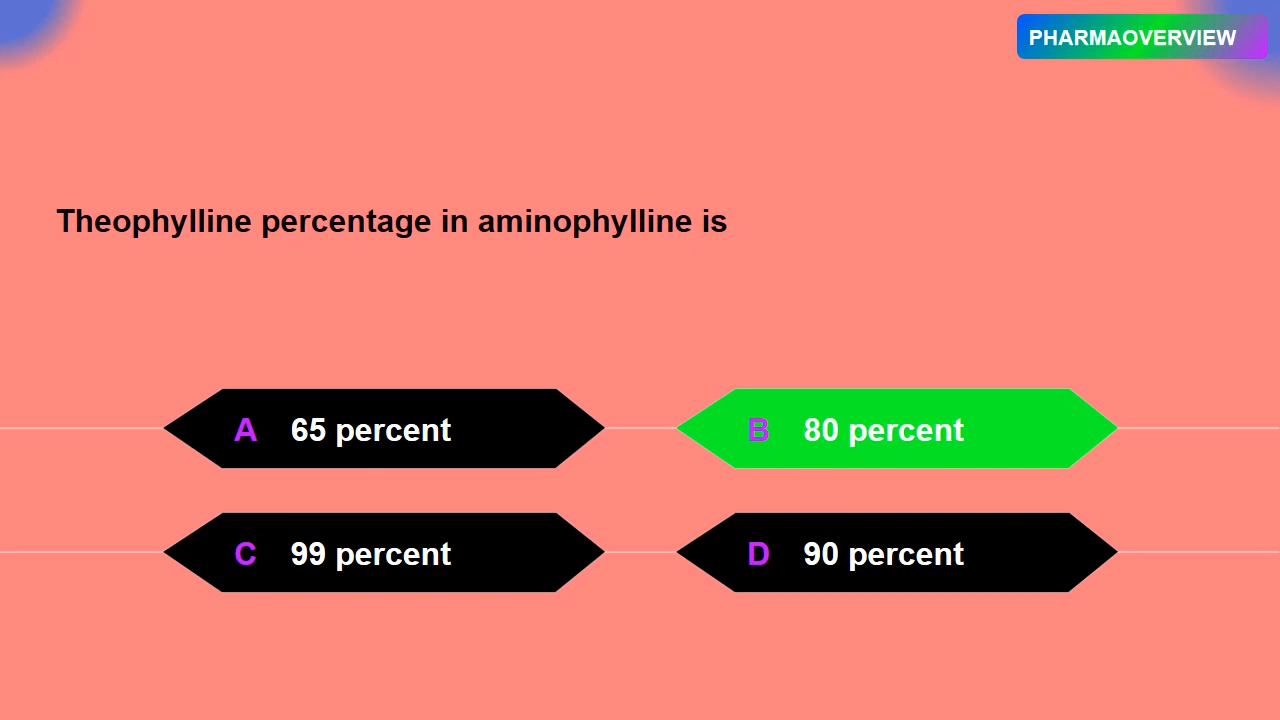 PHARMAOVERVIEW
Theophylline percentage in aminophylline is
A 65 percent
B 80 percent
C 99 percent
D 90 percent